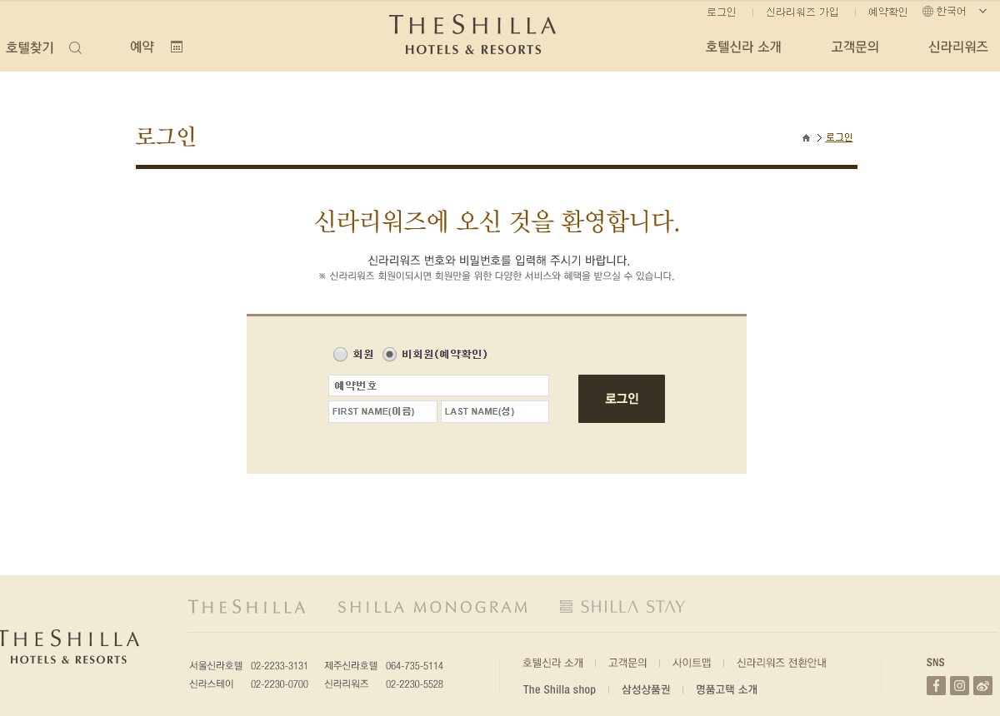 로그인
신라리워즈 가입
예약확인
한국어
호텔찾기
예약
THE SHILLA
HOTELS & RESORTS
호텔신라 소개
고객문의
신라리워즈
로그인
로그인
신라리워즈에 오신 것을 환영합니다.
신라리워즈 번호와 비밀번호를 입력해 주시기 바랍니다.
※ 신라리워즈 회원이되시면 회원만을 위한 다양한 서비스와 혜택을 받으실 수 있습니다.
회원 비회원(예약확인)
예약번호
FIRST NAME(이름) LAST NAME(성)
로그인
THE SHILLA SHILLA MONOGRAM SHILLA STAY
THE SHILLA
HOTELS & RESORTS
서울신라호텔 02-2233-3131 제주신라호텔 064-735-5114
신라스테이 02-2230-0700 신라리워즈 02-2230-5528
호텔신라 소개 고객문의 사이트맵 신라리워즈 전환안내
The Shilla shop 삼성상품권 명품고택 소개
SNS